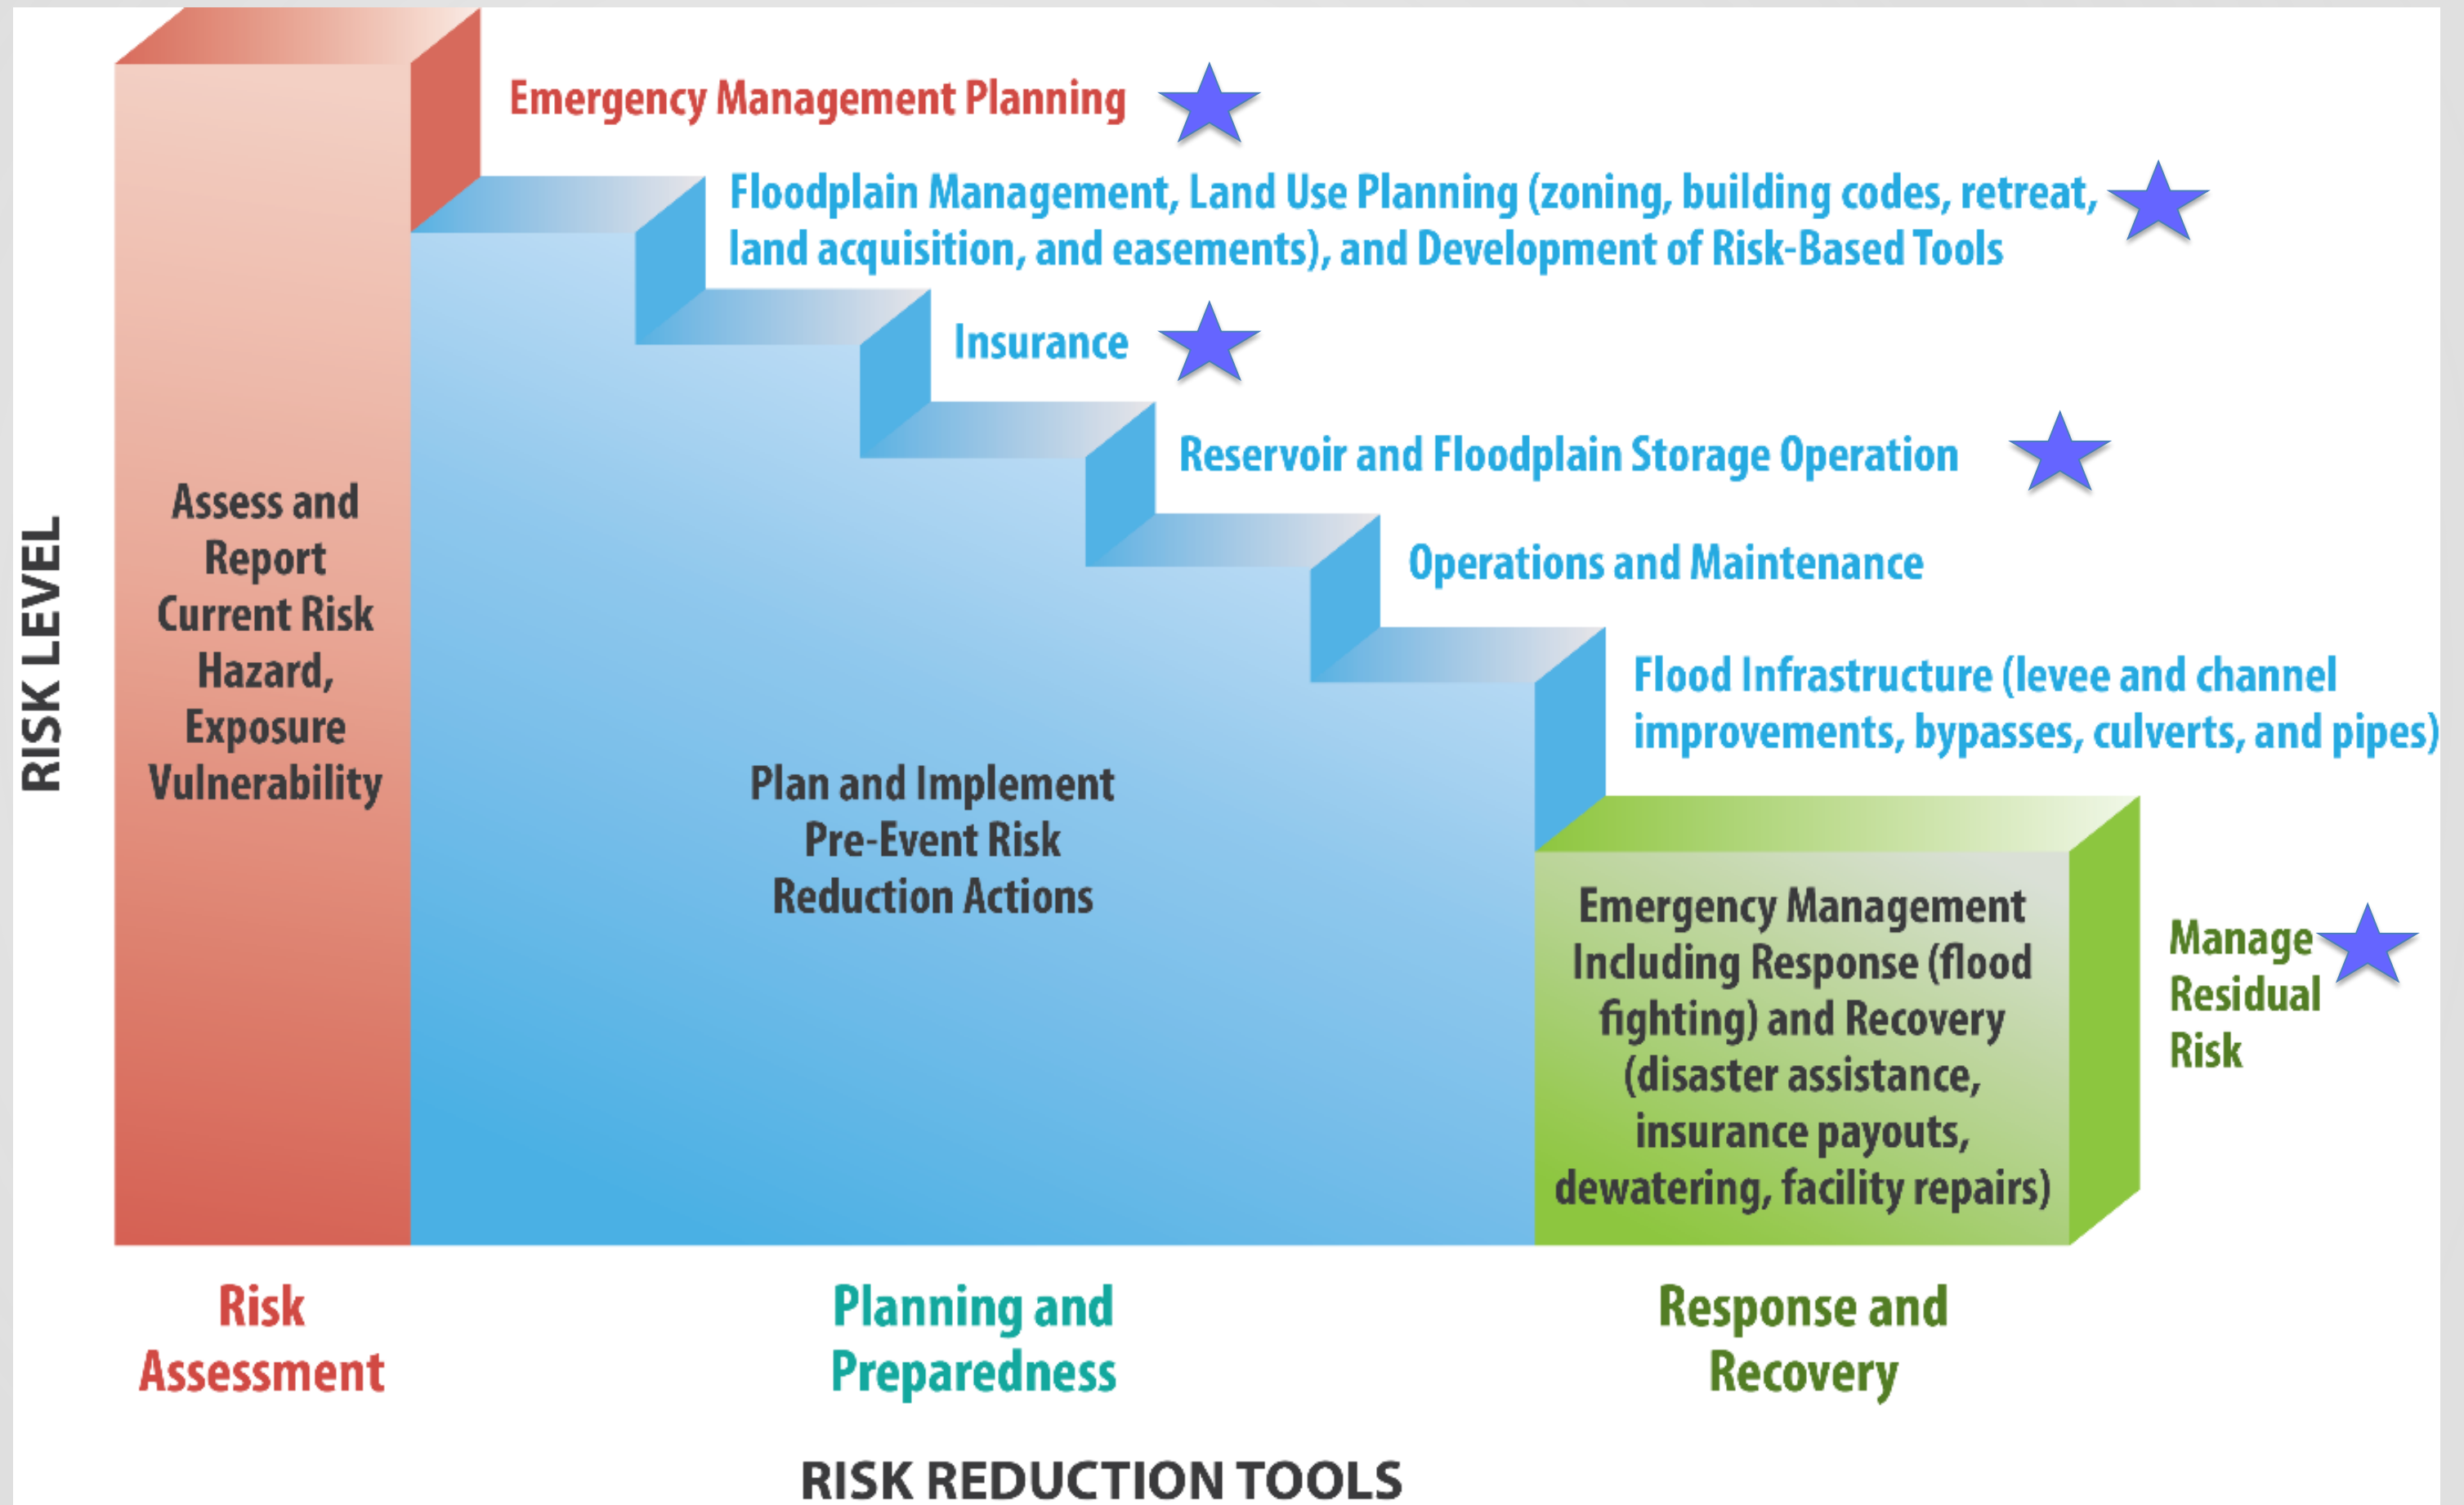 Emergency Management Planning
Floodplain Management, Land Use Planning (zoning, building codes, retreat,
land acquisition, and easements), and Development of Risk-Based Tools
Insurance
Reservoir and Floodplain Storage Operation
Operations and Maintenance
Flood Infrastructure (levee and channel
improvements, bypasses, culverts, and pipes)
RISK LEVEL
Assess and
Report
Current Risk
Hazard,
Exposure
Vulnerability
Plan and Implement
Pre-Event Risk
Reduction Actions
Emergency Management
Including Response (flood
fighting) and Recovery
(disaster assistance,
insurance payouts,
dewatering, facility repairs)
Manage
Residual
Risk
Risk
Assessment
Planning and
Preparedness
Response and
Recovery
RISK REDUCTION TOOLS